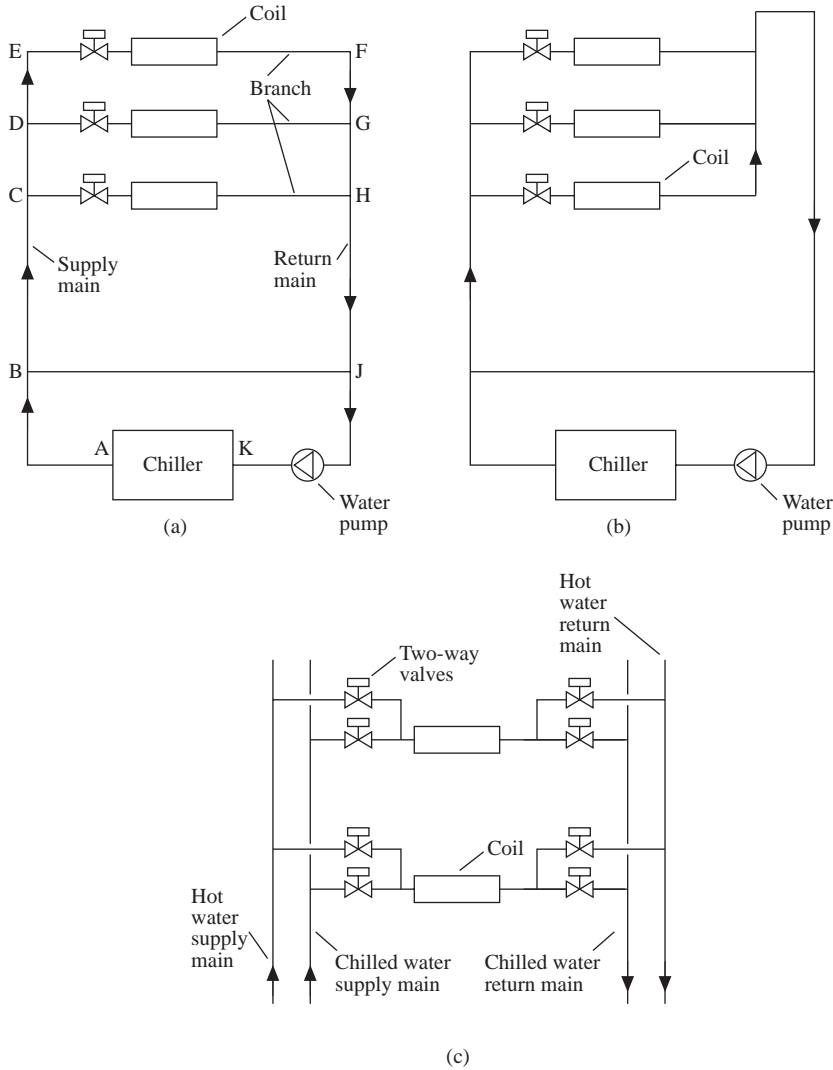 Coil
E
F
Branch
D
G
C
H
Supply
main
Return
main
B
J
A
K
Chiller
Water
pump
(a)
Coil
Chiller
Water
pump
(b)
Hot
water
return
main
Two-way
valves
Coil
Hot
water
supply
main
Chilled water
supply main
Chilled water
return main
(c)